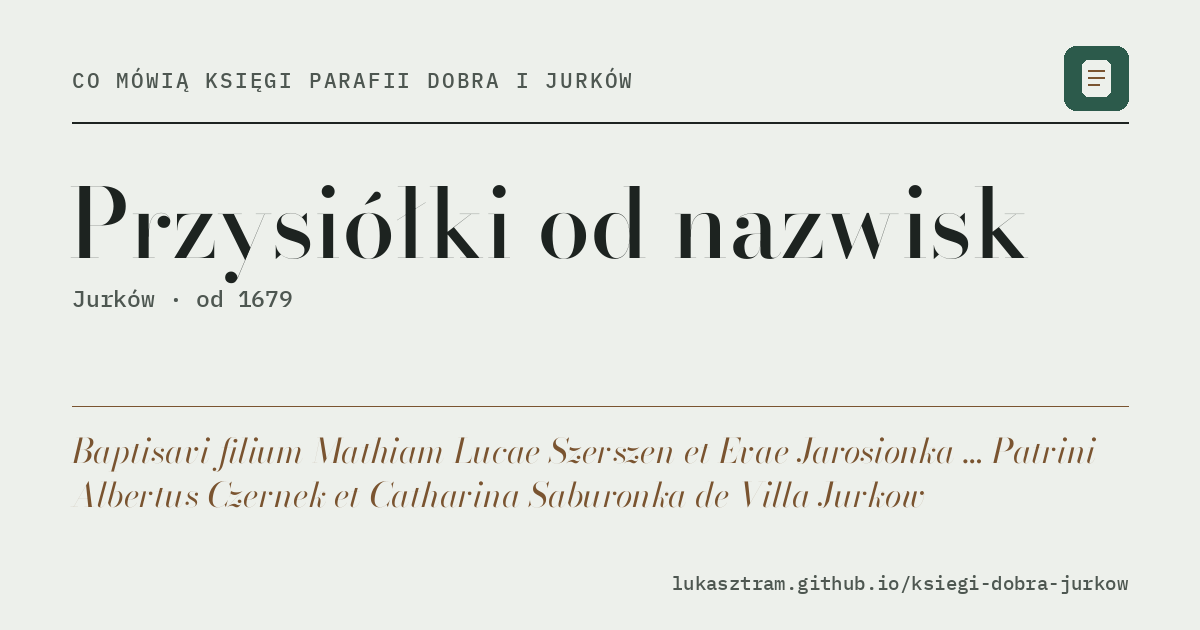 CO MÓWIĄ KSIĘGI PARAFII DOBRA I JURKÓW
Przysiółki od nazwisk
Jurków · od 1679
Baptisavi filium Mathiam Lucae Szerszen et Evae Jarosionka ... Patrini
Albertus Czernek et Catharina Saburonka de Villa Jurkow
lukasztram.github.io/ksiegi-dobra-jurkow